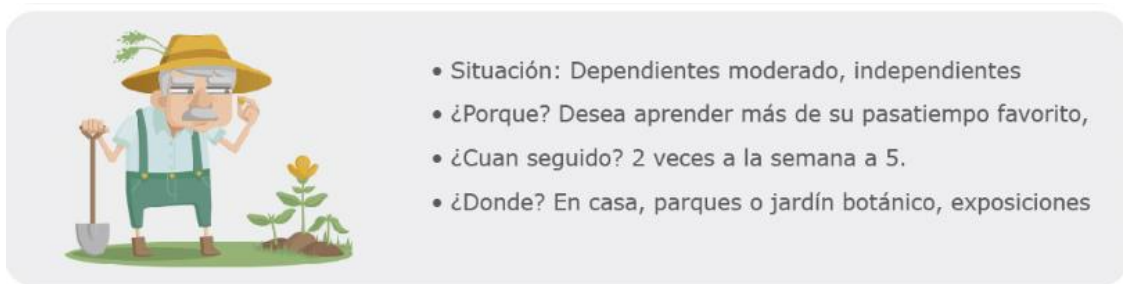 • Situación: Dependientes moderado, independientes
• ¿Porque? Desea aprender más de su pasatiempo favorito,
• ¿Cuan seguido? 2 veces a la semana a 5.
• ¿Donde? En casa, parques o jardín botánico, exposiciones